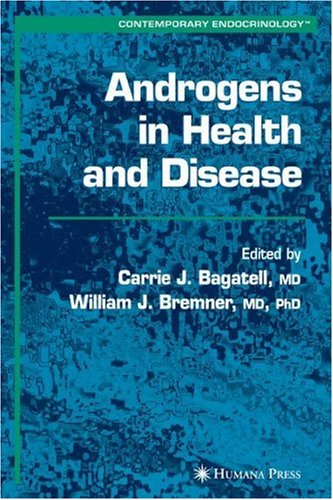 CONTEMPORARY ENDOCRINOLOGY™
Androgens
in Health
and Disease
Edited by
Carrie J. Bagatell, MD
William J. Bremner, MD, PhD
HUMANA PRESS